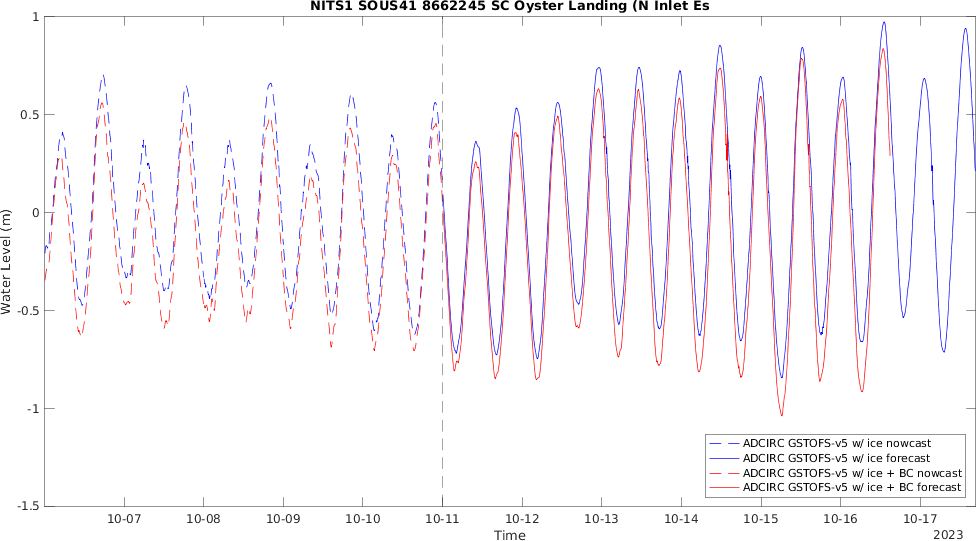 NITS1 SOUS41 8662245 SC Oyster Landing (N Inlet Es
1
0.5
0
-0.5
-1
-1.5
Water Level (m)
10-07 10-08 10-09 10-10 10-11 10-12 10-13 10-14 10-15 10-16 10-17
Time
2023
ADCIRC GSTOFS-v5 w/ ice nowcast
ADCIRC GSTOFS-v5 w/ ice forecast
ADCIRC GSTOFS-v5 w/ ice + BC nowcast
ADCIRC GSTOFS-v5 w/ ice + BC forecast